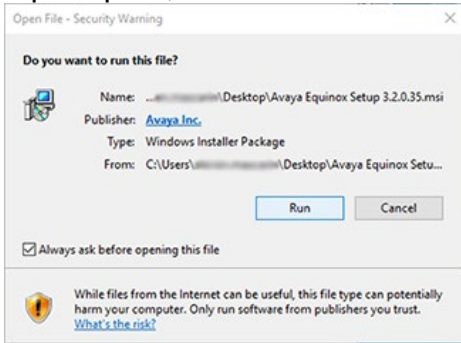 Open File - Security Warning
Do you want to run this file?
Name: ...\Desktop\Avaya Equinox Setup 3.2.0.35.msi
Publisher: Avaya Inc.
Type: Windows Installer Package
From: C:\Users\ \Desktop\Avaya Equinox Setu...
Run Cancel
Always ask before opening this file
While files from the Internet can be useful, this file type can potentially
harm your computer. Only run software from publishers you trust.
What's the risk?